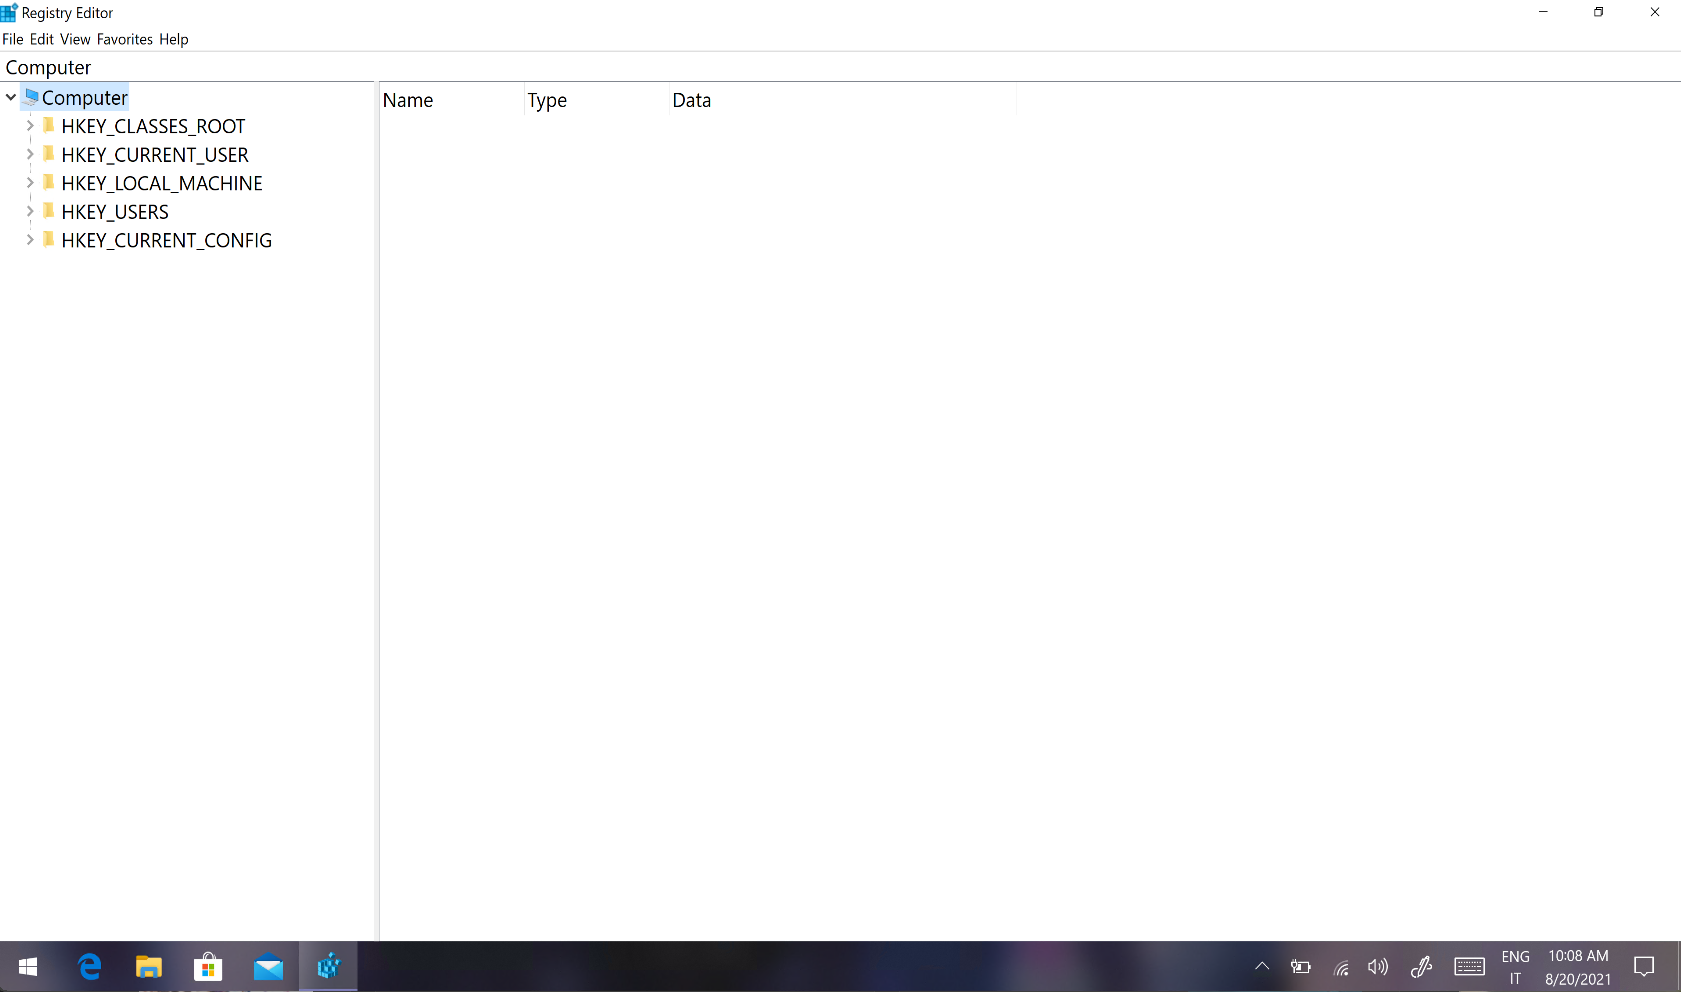 Registry Editor
File Edit View Favorites Help
Computer
Computer
Name Type Data
HKEY_CLASSES_ROOT
HKEY_CURRENT_USER
HKEY_LOCAL_MACHINE
HKEY_USERS
HKEY_CURRENT_CONFIG
ENG 10:08 AM
IT 8/20/2021